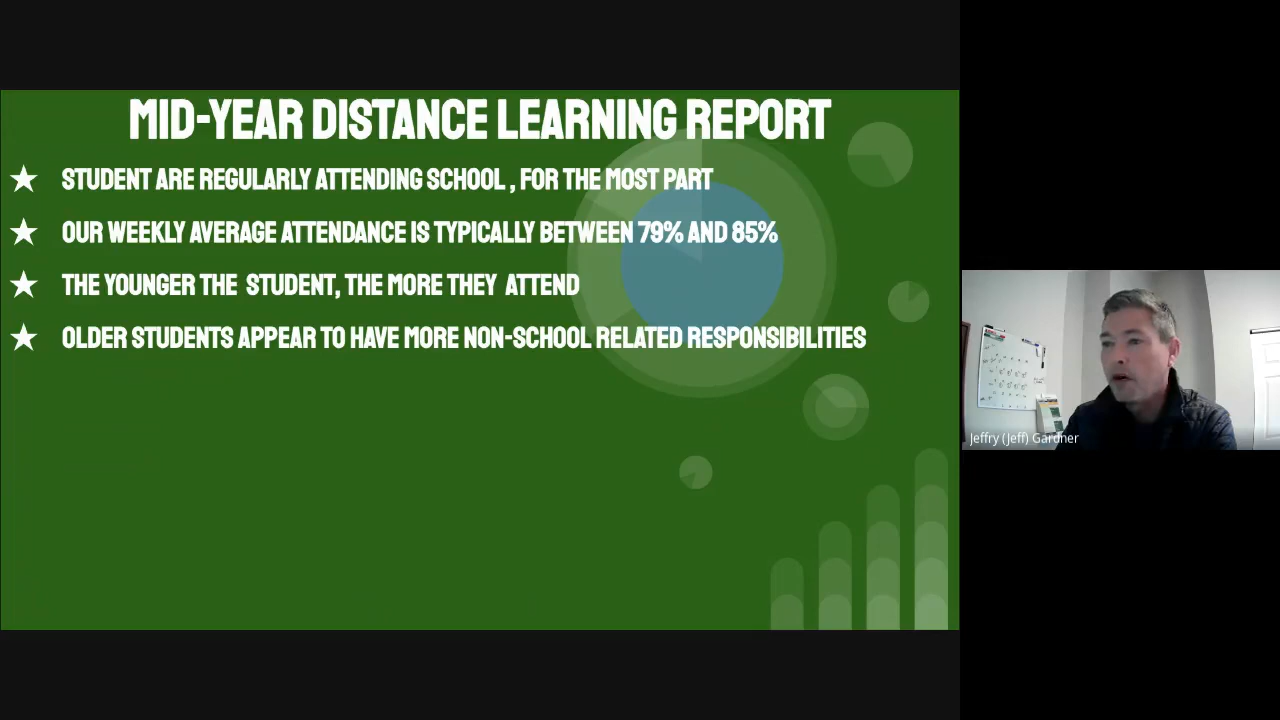 MID-YEAR DISTANCE LEARNING REPORT
STUDENT ARE REGULARLY ATTENDING SCHOOL , FOR THE MOST PART
OUR WEEKLY AVERAGE ATTENDANCE IS TYPICALLY BETWEEN 79% AND 85%
THE YOUNGER THE STUDENT, THE MORE THEY ATTEND
OLDER STUDENTS APPEAR TO HAVE MORE NON-SCHOOL RELATED RESPONSIBILITIES
Jeffry (Jeff) Gardner